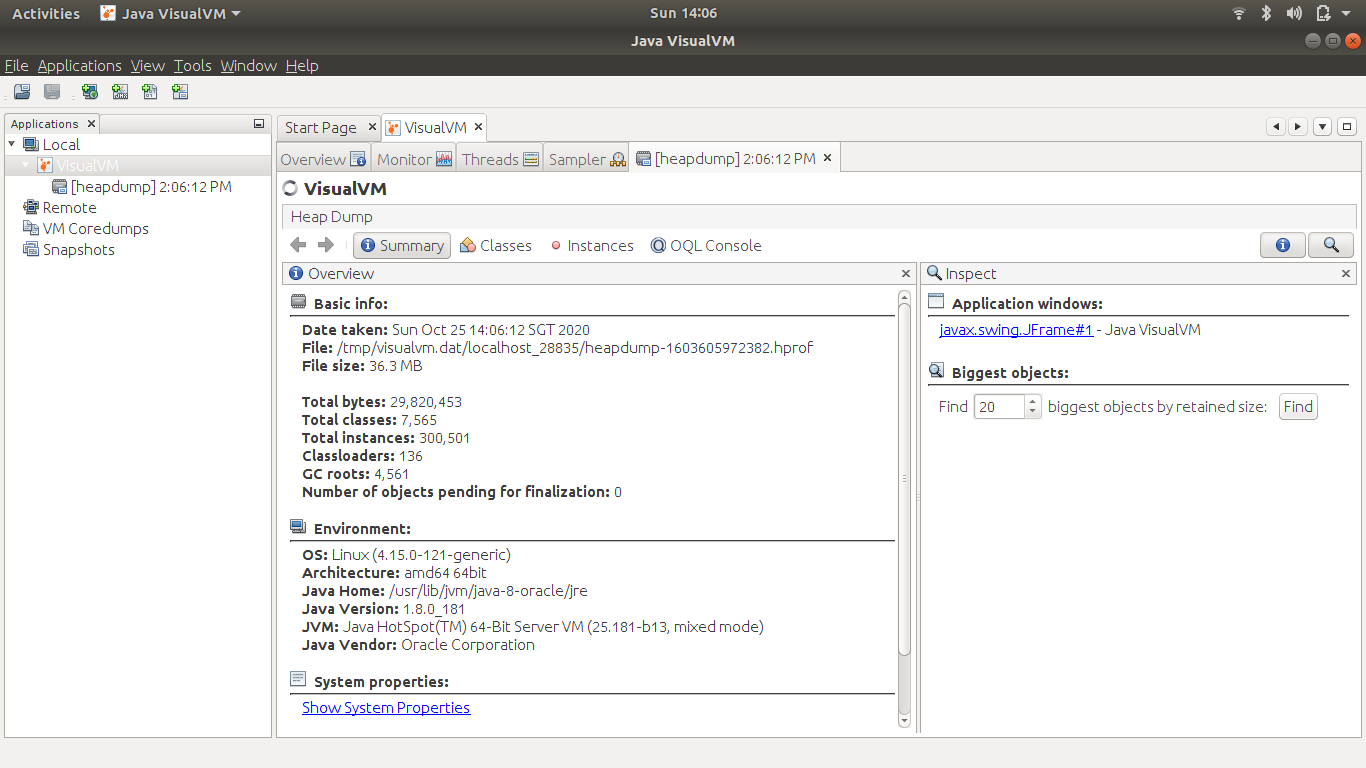 Activities Java VisualVM Sun 14:06
Java VisualVM
File Applications View Tools Window Help
Applications
Local
VisualVM
[heapdump] 2:06:12 PM
Remote
VM Coredumps
Snapshots
Start Page VisualVM
Overview Monitor Threads Sampler [heapdump] 2:06:12 PM
VisualVM
Heap Dump
Summary Classes Instances OQL Console
Overview
Basic info:
Date taken: Sun Oct 25 14:06:12 SGT 2020
File: /tmp/visualvm.dat/localhost_28835/heapdump-1603605972382.hprof
File size: 36.3 MB
Total bytes: 29,820,453
Total classes: 7,565
Total instances: 300,501
Classloaders: 136
GC roots: 4,561
Number of objects pending for finalization: 0
Environment:
OS: Linux (4.15.0-121-generic)
Architecture: amd64 64bit
Java Home: /usr/lib/jvm/java-8-oracle/jre
Java Version: 1.8.0_181
JVM: Java HotSpot(TM) 64-Bit Server VM (25.181-b13, mixed mode)
Java Vendor: Oracle Corporation
System properties:
Show System Properties
Inspect
Application windows:
javax.swing.JFrame#1 - Java VisualVM
Biggest objects:
Find 20 biggest objects by retained size: Find